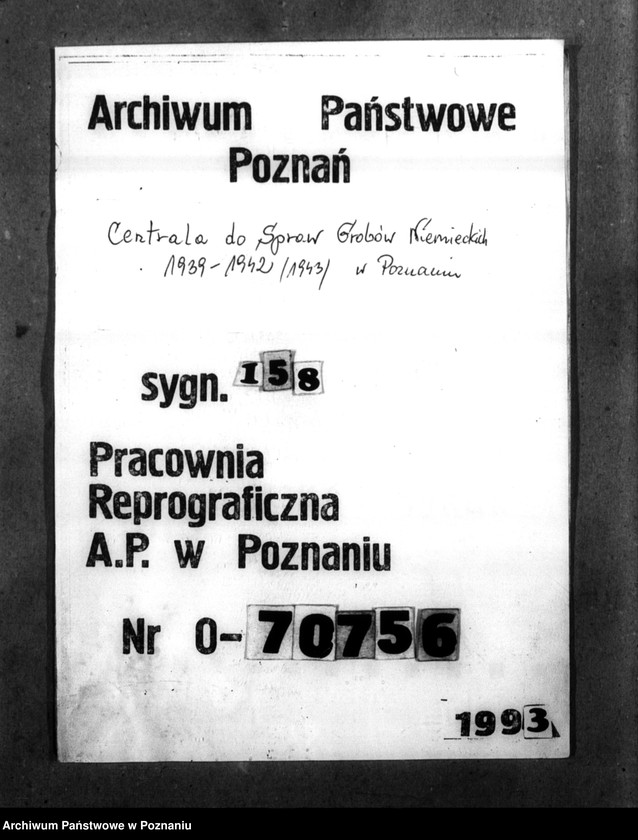 Archiwum Państwowe
Poznań
Centrala do Spraw Grobów Niemieckich
1939-1942 /1943/ w Poznaniu
sygn. 158
Pracownia
Reprograficzna
A.P. w Poznaniu
Nr O-70756
1993
Archiwum Państwowe w Poznaniu